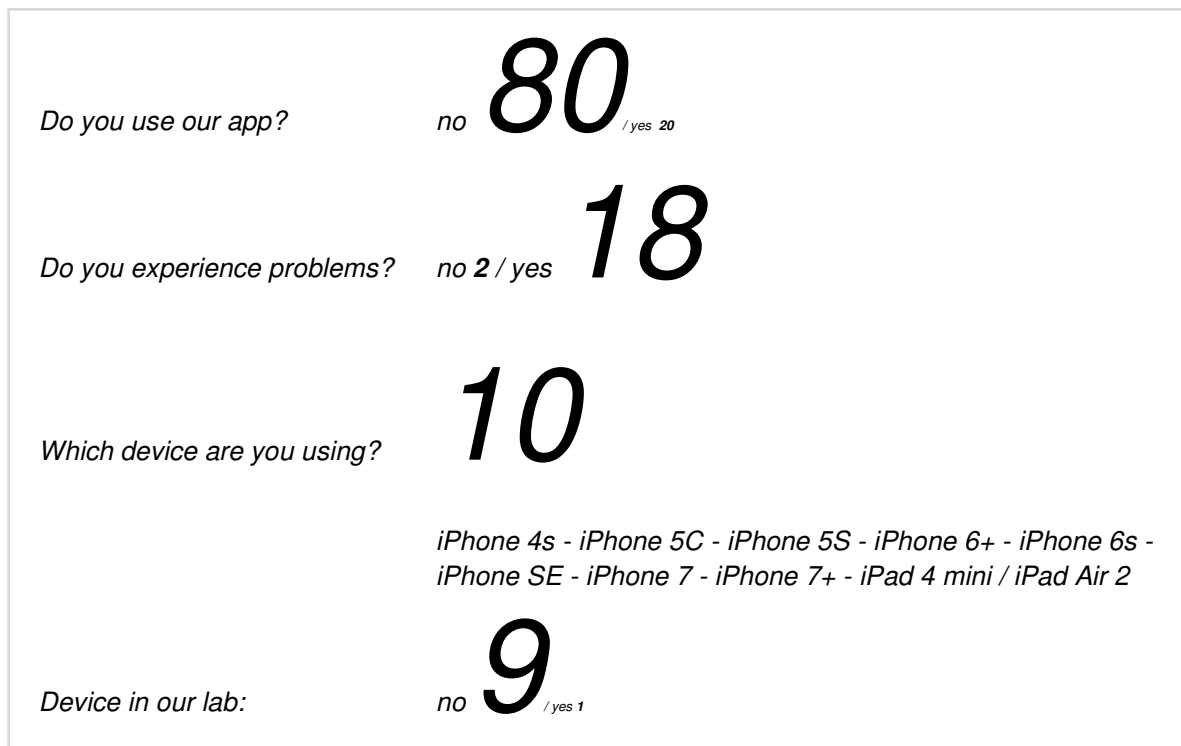 Do you use our app? no 80 / yes 20
Do you experience problems? no 2 / yes 18
Which device are you using? 10
iPhone 4s - iPhone 5C - iPhone 5S - iPhone 6+ - iPhone 6s -
iPhone SE - iPhone 7 - iPhone 7+ - iPad 4 mini / iPad Air 2
Device in our lab: no 9 / yes 1